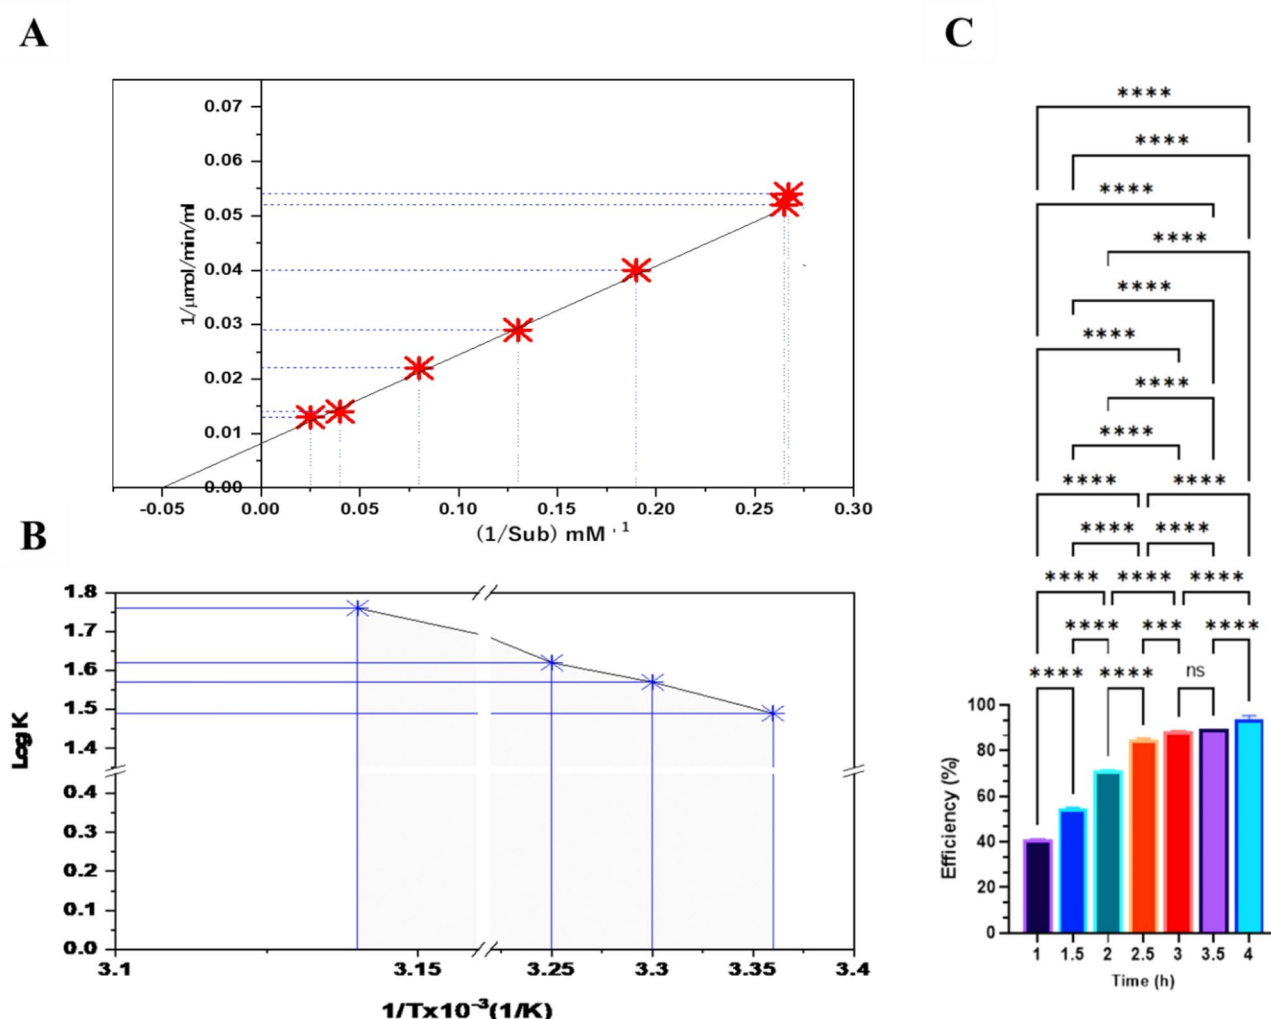 A
0.07
0.06
0.05
0.04
0.03
0.02
0.01
0.00
1/μmol/min/ml
-0.05 0.00 0.05 0.10 0.15 0.20 0.25 0.30
(1/Sub) mM -1
B
1.8
1.7
1.6
1.5
1.4
0.4
0.3
0.2
0.1
0.0
Log K
3.1 3.15 3.25 3.3 3.35 3.4
1/Tx10⁻³(1/K)
C
****
****
****
****
****
****
****
****
**** ****
**** ****
**** **** ****
**** *** ****
**** **** ns
100
80
60
40
20
0
Efficiency (%)
1 1.5 2 2.5 3 3.5 4
Time (h)